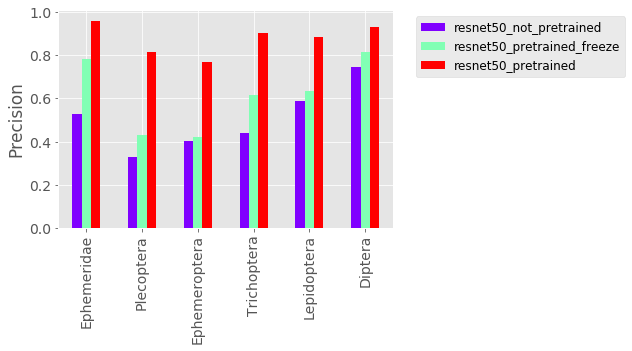 1.0
0.8
0.6
0.4
0.2
0.0
Precision
Ephemeridae
Plecoptera
Ephemeroptera
Trichoptera
Lepidoptera
Diptera
resnet50_not_pretrained
resnet50_pretrained_freeze
resnet50_pretrained